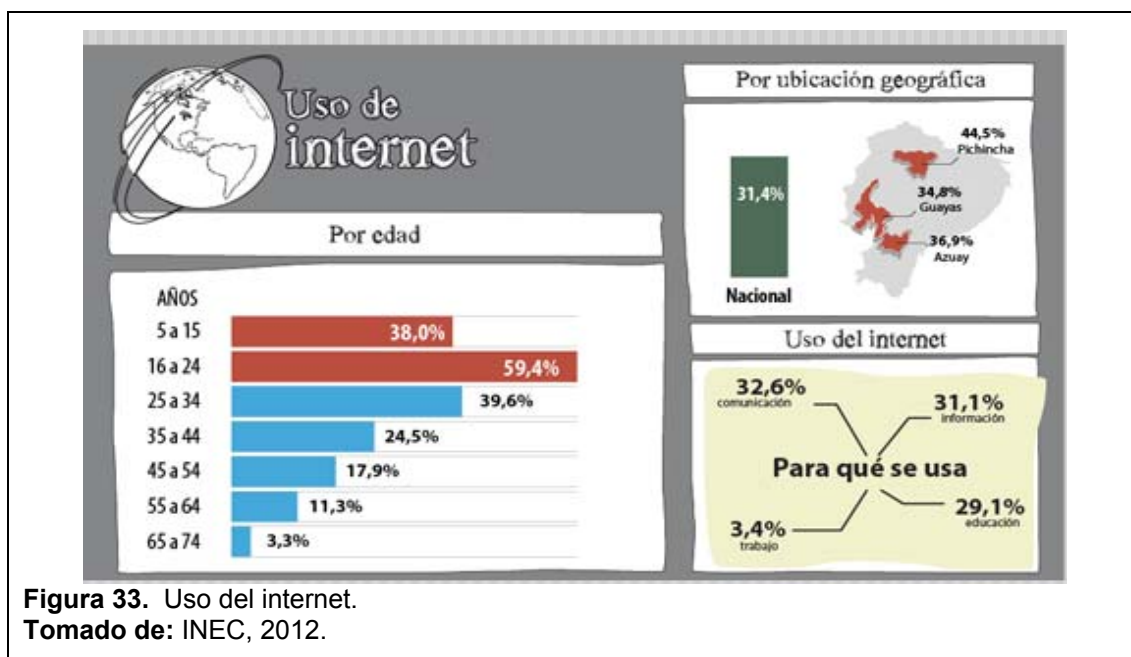 Uso de
internet
Por edad
AÑOS
5 a 15 38,0%
16 a 24 59,4%
25 a 34 39,6%
35 a 44 24,5%
45 a 54 17,9%
55 a 64 11,3%
65 a 74 3,3%
Por ubicación geográfica
31,4%
Nacional
44,5%
Pichincha
34,8%
Guayas
36,9%
Azuay
Uso del internet
32,6%
comunicación
31,1%
información
Para qué se usa
3,4%
trabajo
29,1%
educación
Figura 33. Uso del internet.
Tomado de: INEC, 2012.